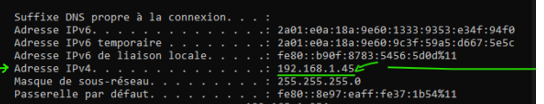 Suffixe DNS propre à la connexion. . . :
Adresse IPv6. . . . . . . . . . . . . .: 2a01:e0a:18a:9e60:1333:9353:e34f:94f0
Adresse IPv6 temporaire . . . . . . . .: 2a01:e0a:18a:9e60:9c3f:59a5:d667:5e5c
Adresse IPv6 de liaison locale. . . . .: fe80::b90f:8783:5456:5d0d%11
Adresse IPv4. . . . . . . . . . . . . .: 192.168.1.45
Masque de sous-réseau. . . . . . . . . : 255.255.255.0
Passerelle par défaut. . . . . . . . . : fe80::8e97:eaff:fe37:1b54%11